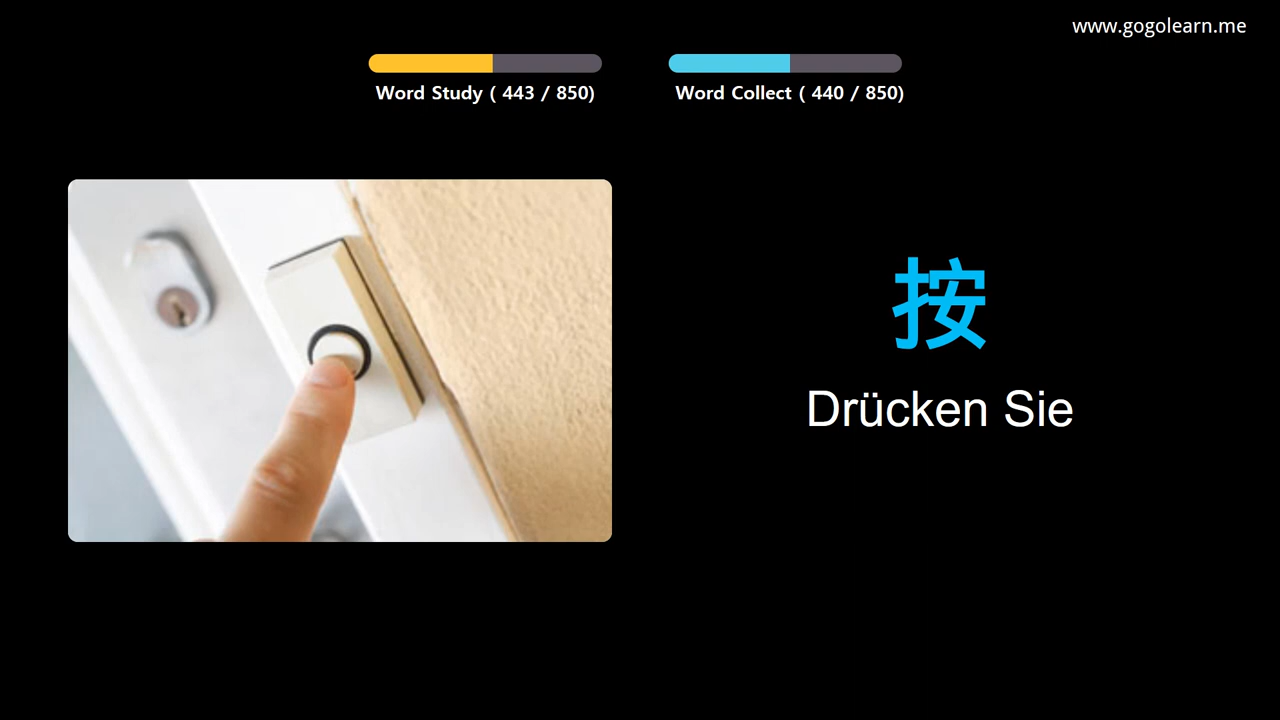 www.gogolearn.me
Word Study ( 443 / 850)
Word Collect ( 440 / 850)
按
Drücken Sie